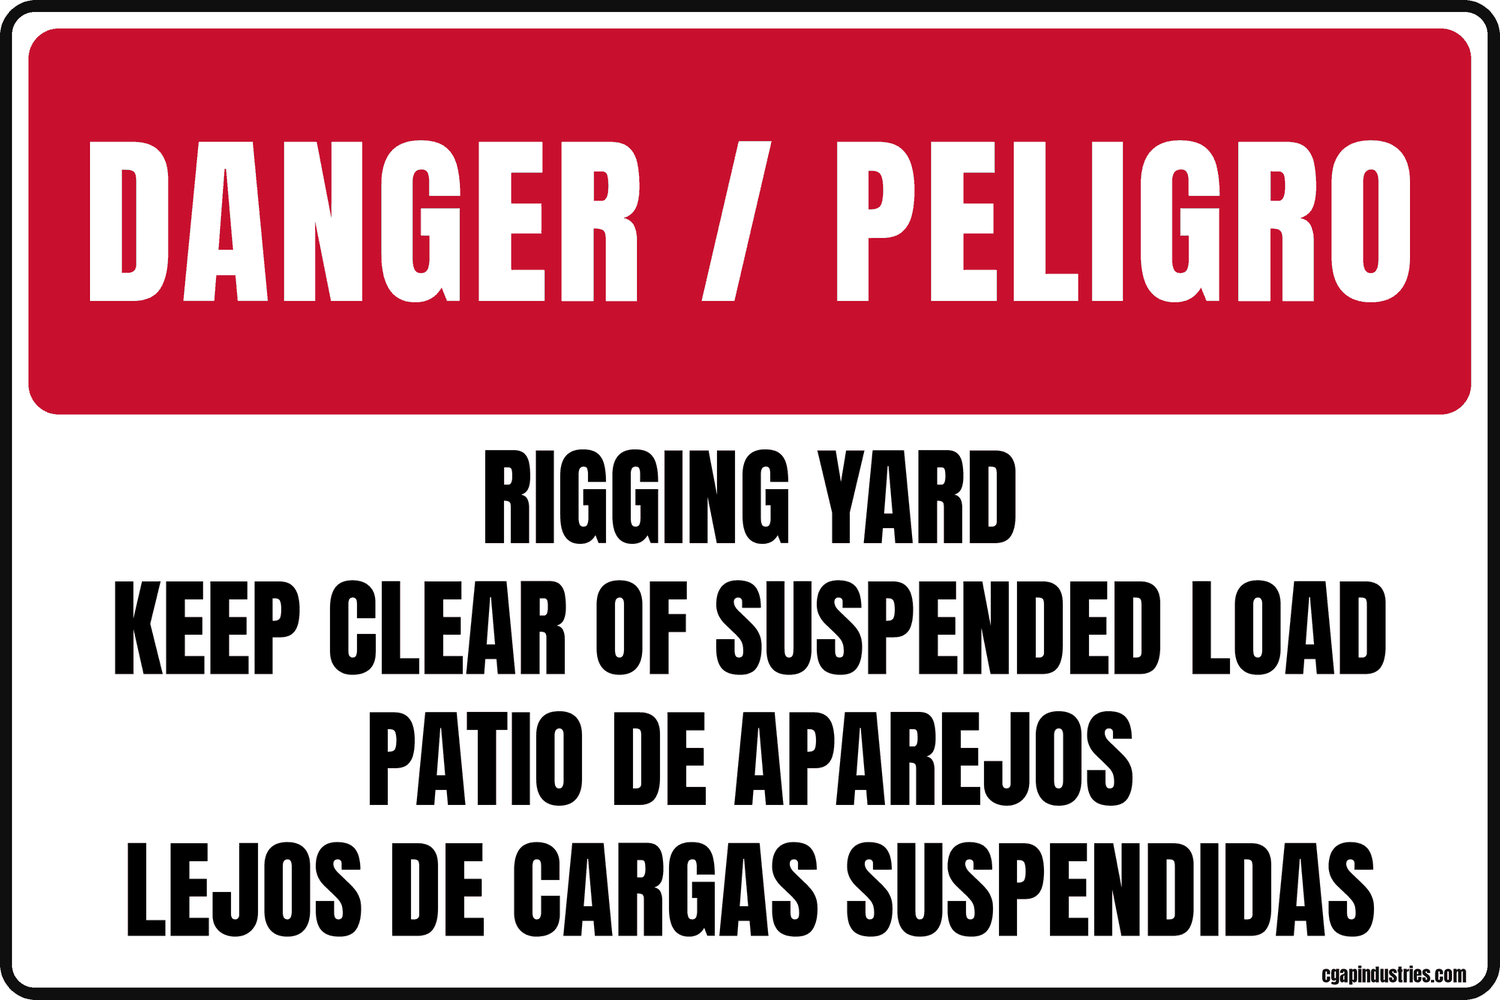 DANGER / PELIGRO
RIGGING YARD
KEEP CLEAR OF SUSPENDED LOAD
PATIO DE APAREJOS
LEJOS DE CARGAS SUSPENDIDAS
cgapindustries.com